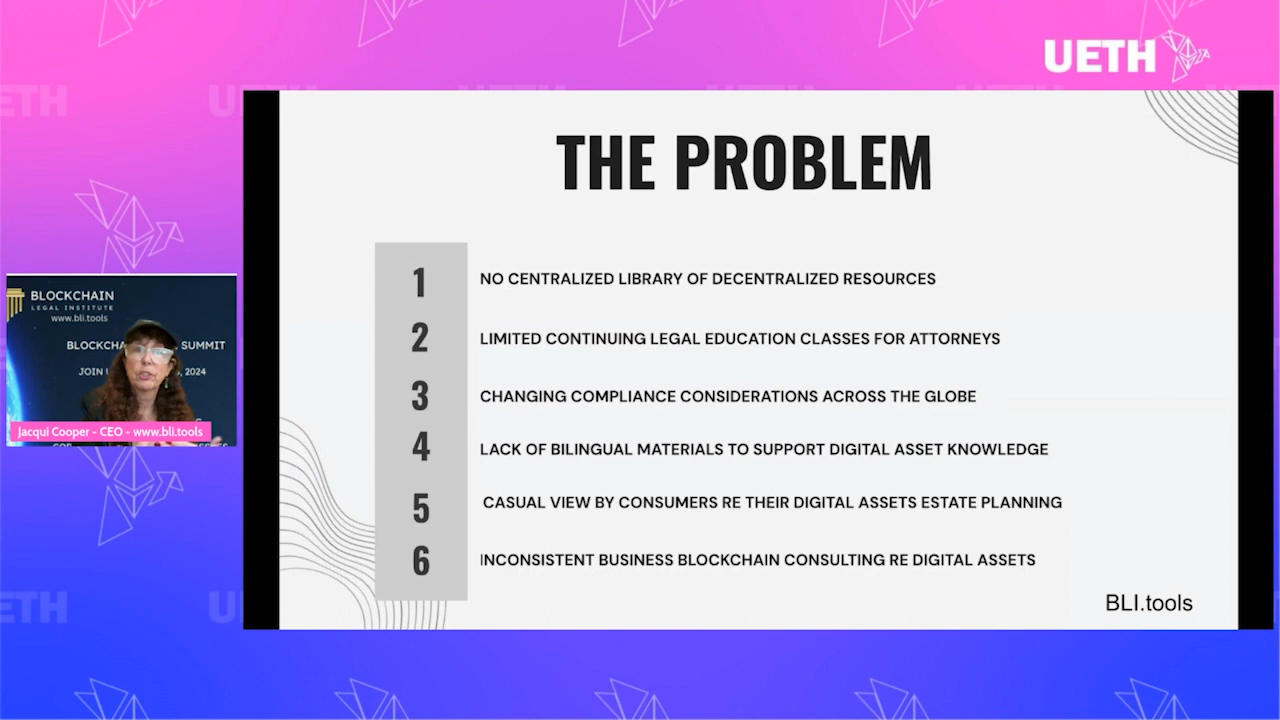 UETH
THE PROBLEM
1 NO CENTRALIZED LIBRARY OF DECENTRALIZED RESOURCES
2 LIMITED CONTINUING LEGAL EDUCATION CLASSES FOR ATTORNEYS
3 CHANGING COMPLIANCE CONSIDERATIONS ACROSS THE GLOBE
4 LACK OF BILINGUAL MATERIALS TO SUPPORT DIGITAL ASSET KNOWLEDGE
5 CASUAL VIEW BY CONSUMERS RE THEIR DIGITAL ASSETS ESTATE PLANNING
6 INCONSISTENT BUSINESS BLOCKCHAIN CONSULTING RE DIGITAL ASSETS
BLI.tools
BLOCKCHAIN
LEGAL INSTITUTE
www.bli.tools
SUMMIT
JOIN 2024
Jacqui Cooper - CEO - www.bli.tools